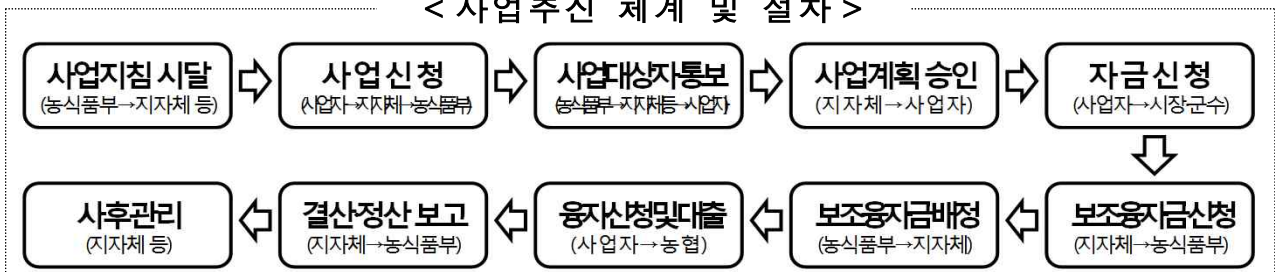 < 사업추진 체계 및 절차 >
사업지침 시달
(농식품부→지자체 등)
사 업 신 청
(사업자→지자체→농식품부)
사업대상자통보
(농식품부→지자체등→사업자)
사업계획 승인
(지자체→사업자)
자 금 신 청
(사업자→시장·군수)
보조융자금신청
(지자체→농식품부)
보조융자금배정
(농식품부→지자체)
융자신청및대출
(사업자→농협)
결산·정산 보고
(지자체→농식품부)
사후관리
(지자체 등)